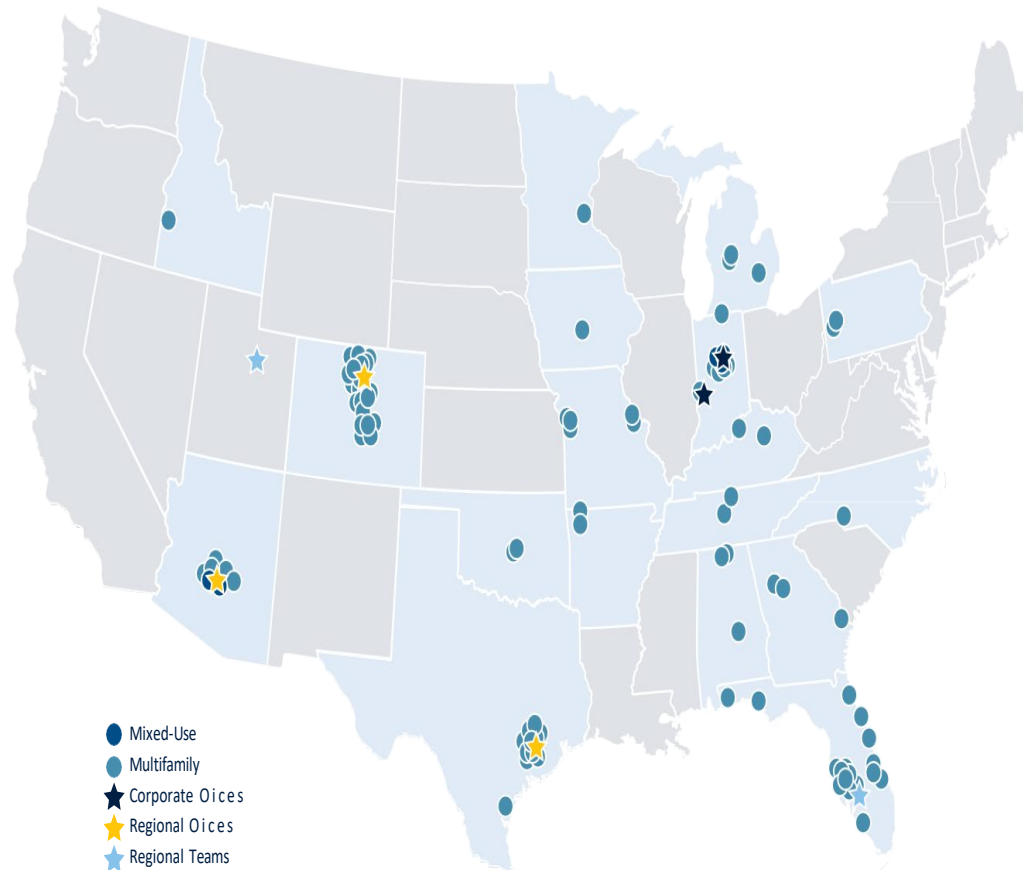 Mixed-Use
Multifamily
Corporate Oices
Regional Oices
Regional Teams